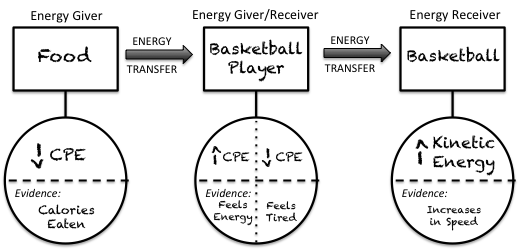 Energy Giver
Energy Giver/Receiver
Energy Receiver
Food
ENERGY
TRANSFER
Basketball
Player
ENERGY
TRANSFER
Basketball
↓ CPE
Evidence:
Calories
Eaten
↑ CPE
↓ CPE
Evidence:
Feels
Energy
Feels
Tired
↑ Kinetic
Energy
Evidence:
Increases
in Speed